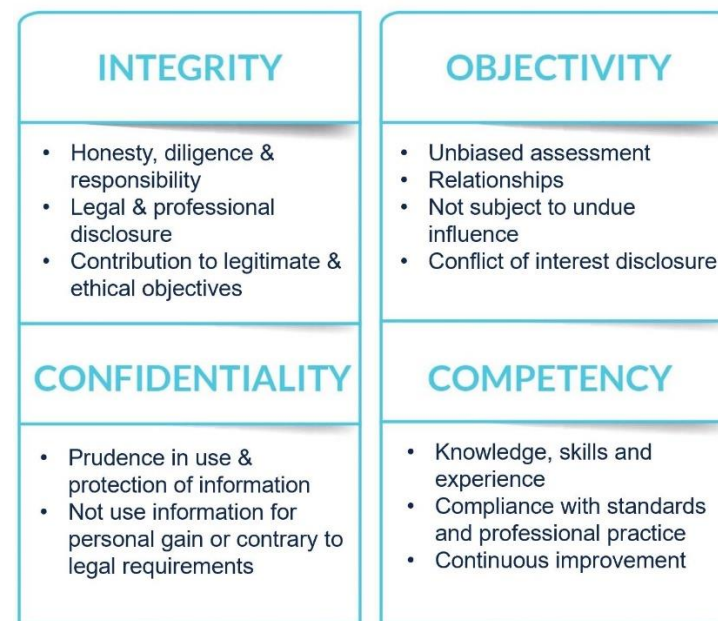 INTEGRITY
• Honesty, diligence &
responsibility
• Legal & professional
disclosure
• Contribution to legitimate &
ethical objectives
OBJECTIVITY
• Unbiased assessment
• Relationships
• Not subject to undue
influence
• Conflict of interest disclosure
CONFIDENTIALITY
• Prudence in use &
protection of information
• Not use information for
personal gain or contrary to
legal requirements
COMPETENCY
• Knowledge, skills and
experience
• Compliance with standards
and professional practice
• Continuous improvement